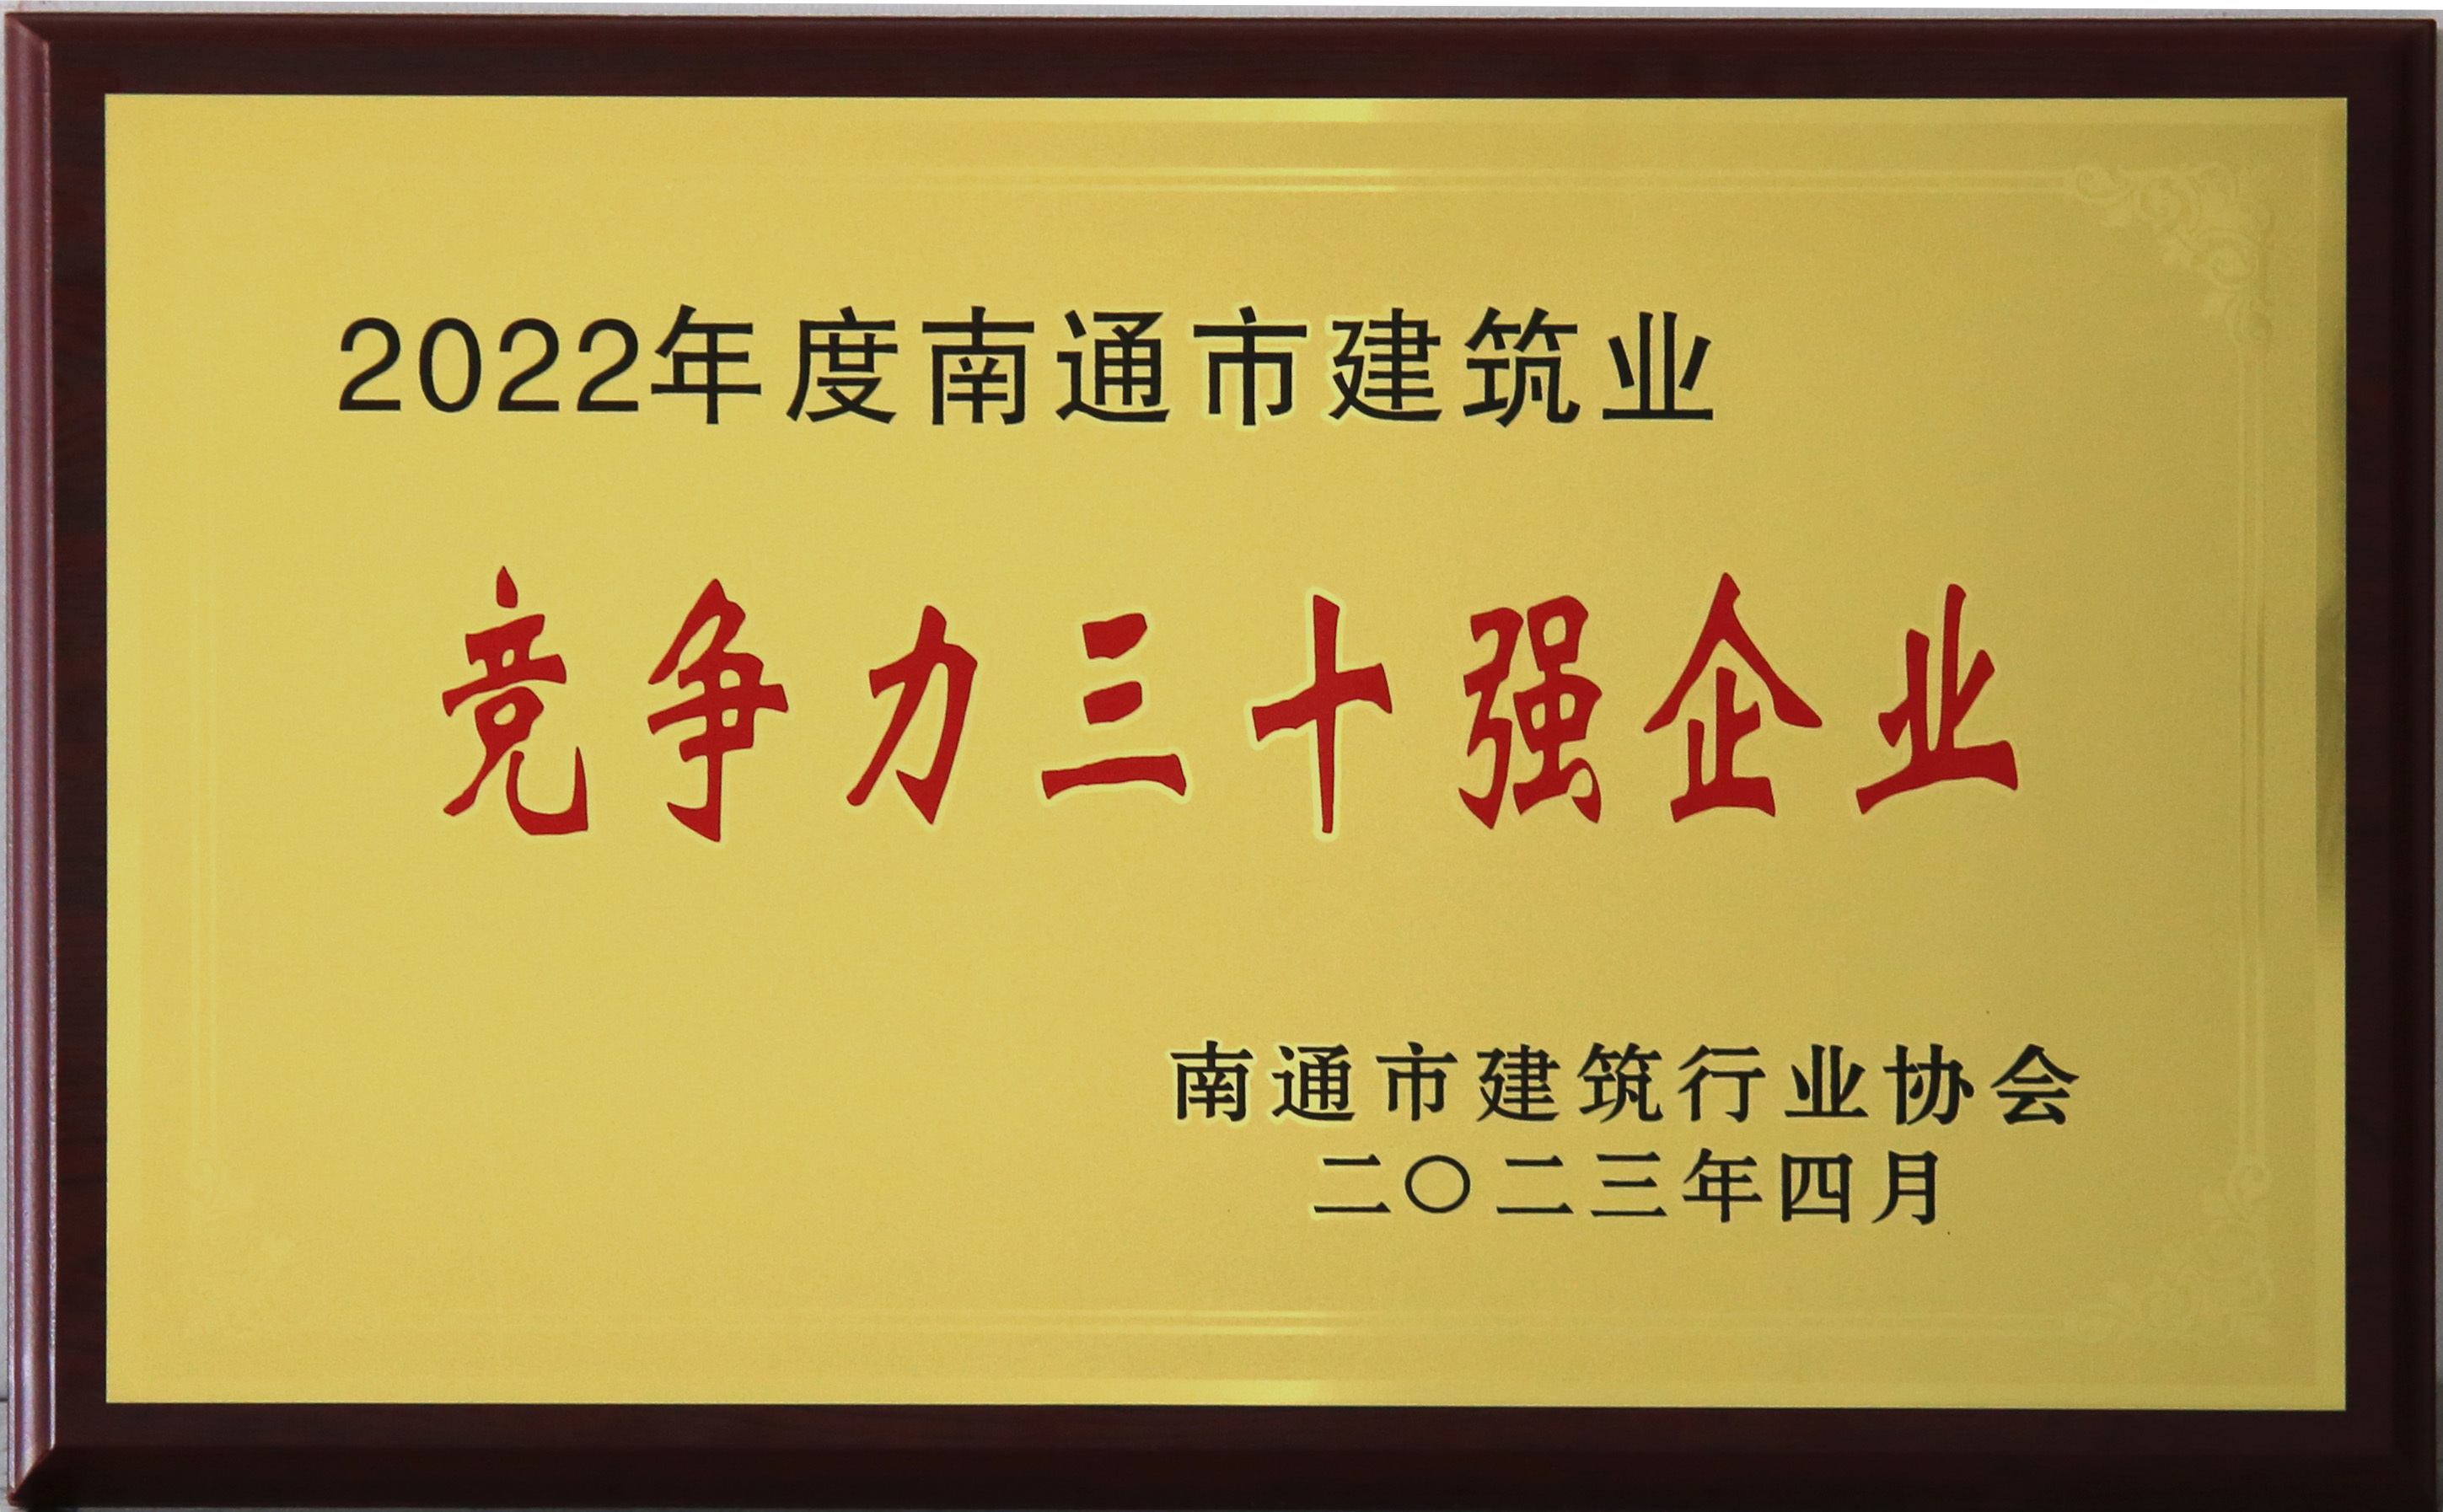 2022年度南通市建筑业
竞争力三十强企业
南通市建筑行业协会
二〇二三年四月